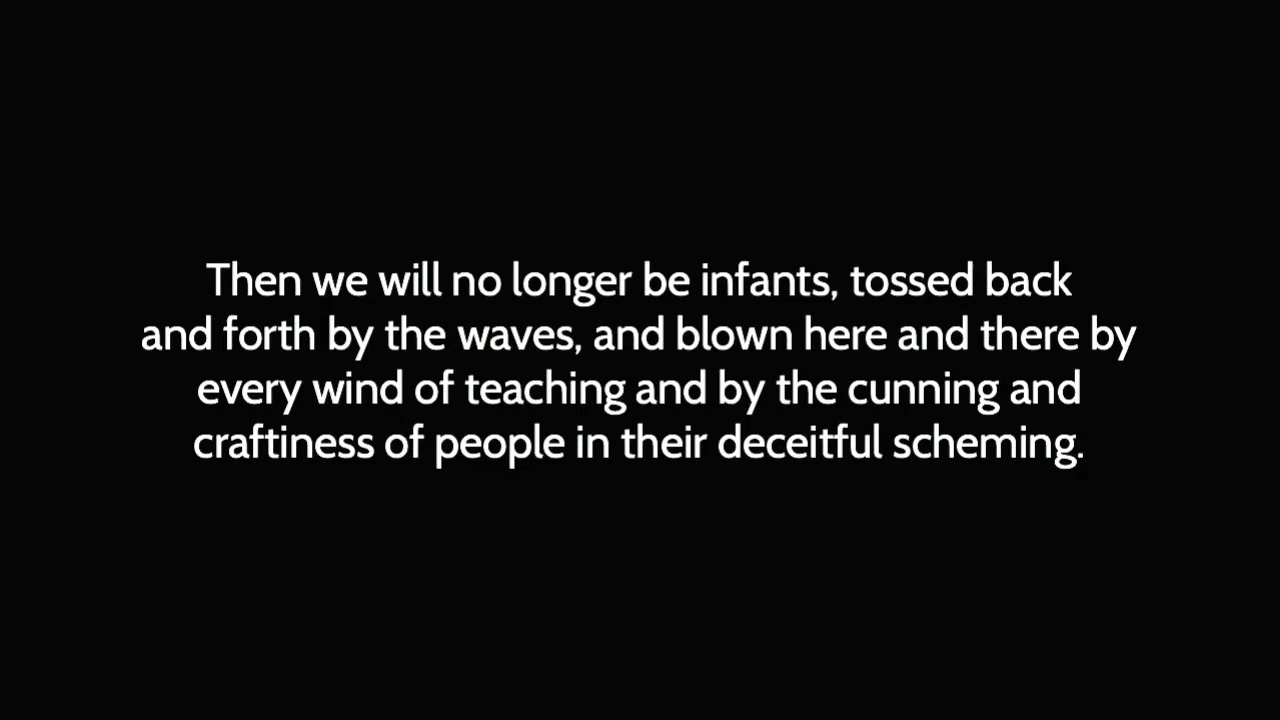 Then we will no longer be infants, tossed back
and forth by the waves, and blown here and there by
every wind of teaching and by the cunning and
craftiness of people in their deceitful scheming.